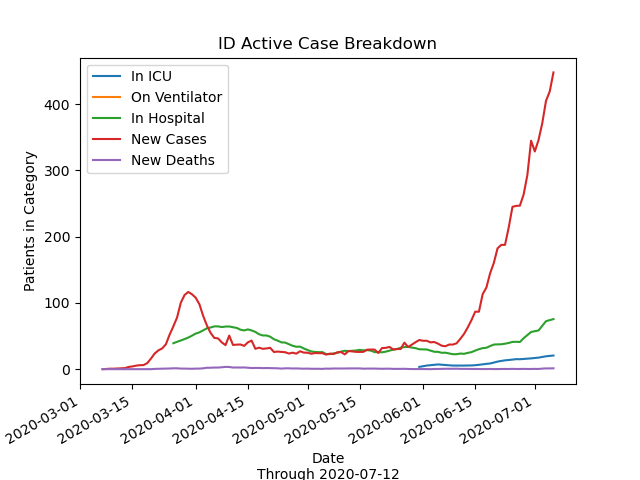 ID Active Case Breakdown
In ICU
On Ventilator
In Hospital
New Cases
New Deaths
Patients in Category
400
300
200
100
0
2020-03-01
2020-03-15
2020-04-01
2020-04-15
2020-05-01
2020-05-15
2020-06-01
2020-06-15
2020-07-01
Date
Through 2020-07-12